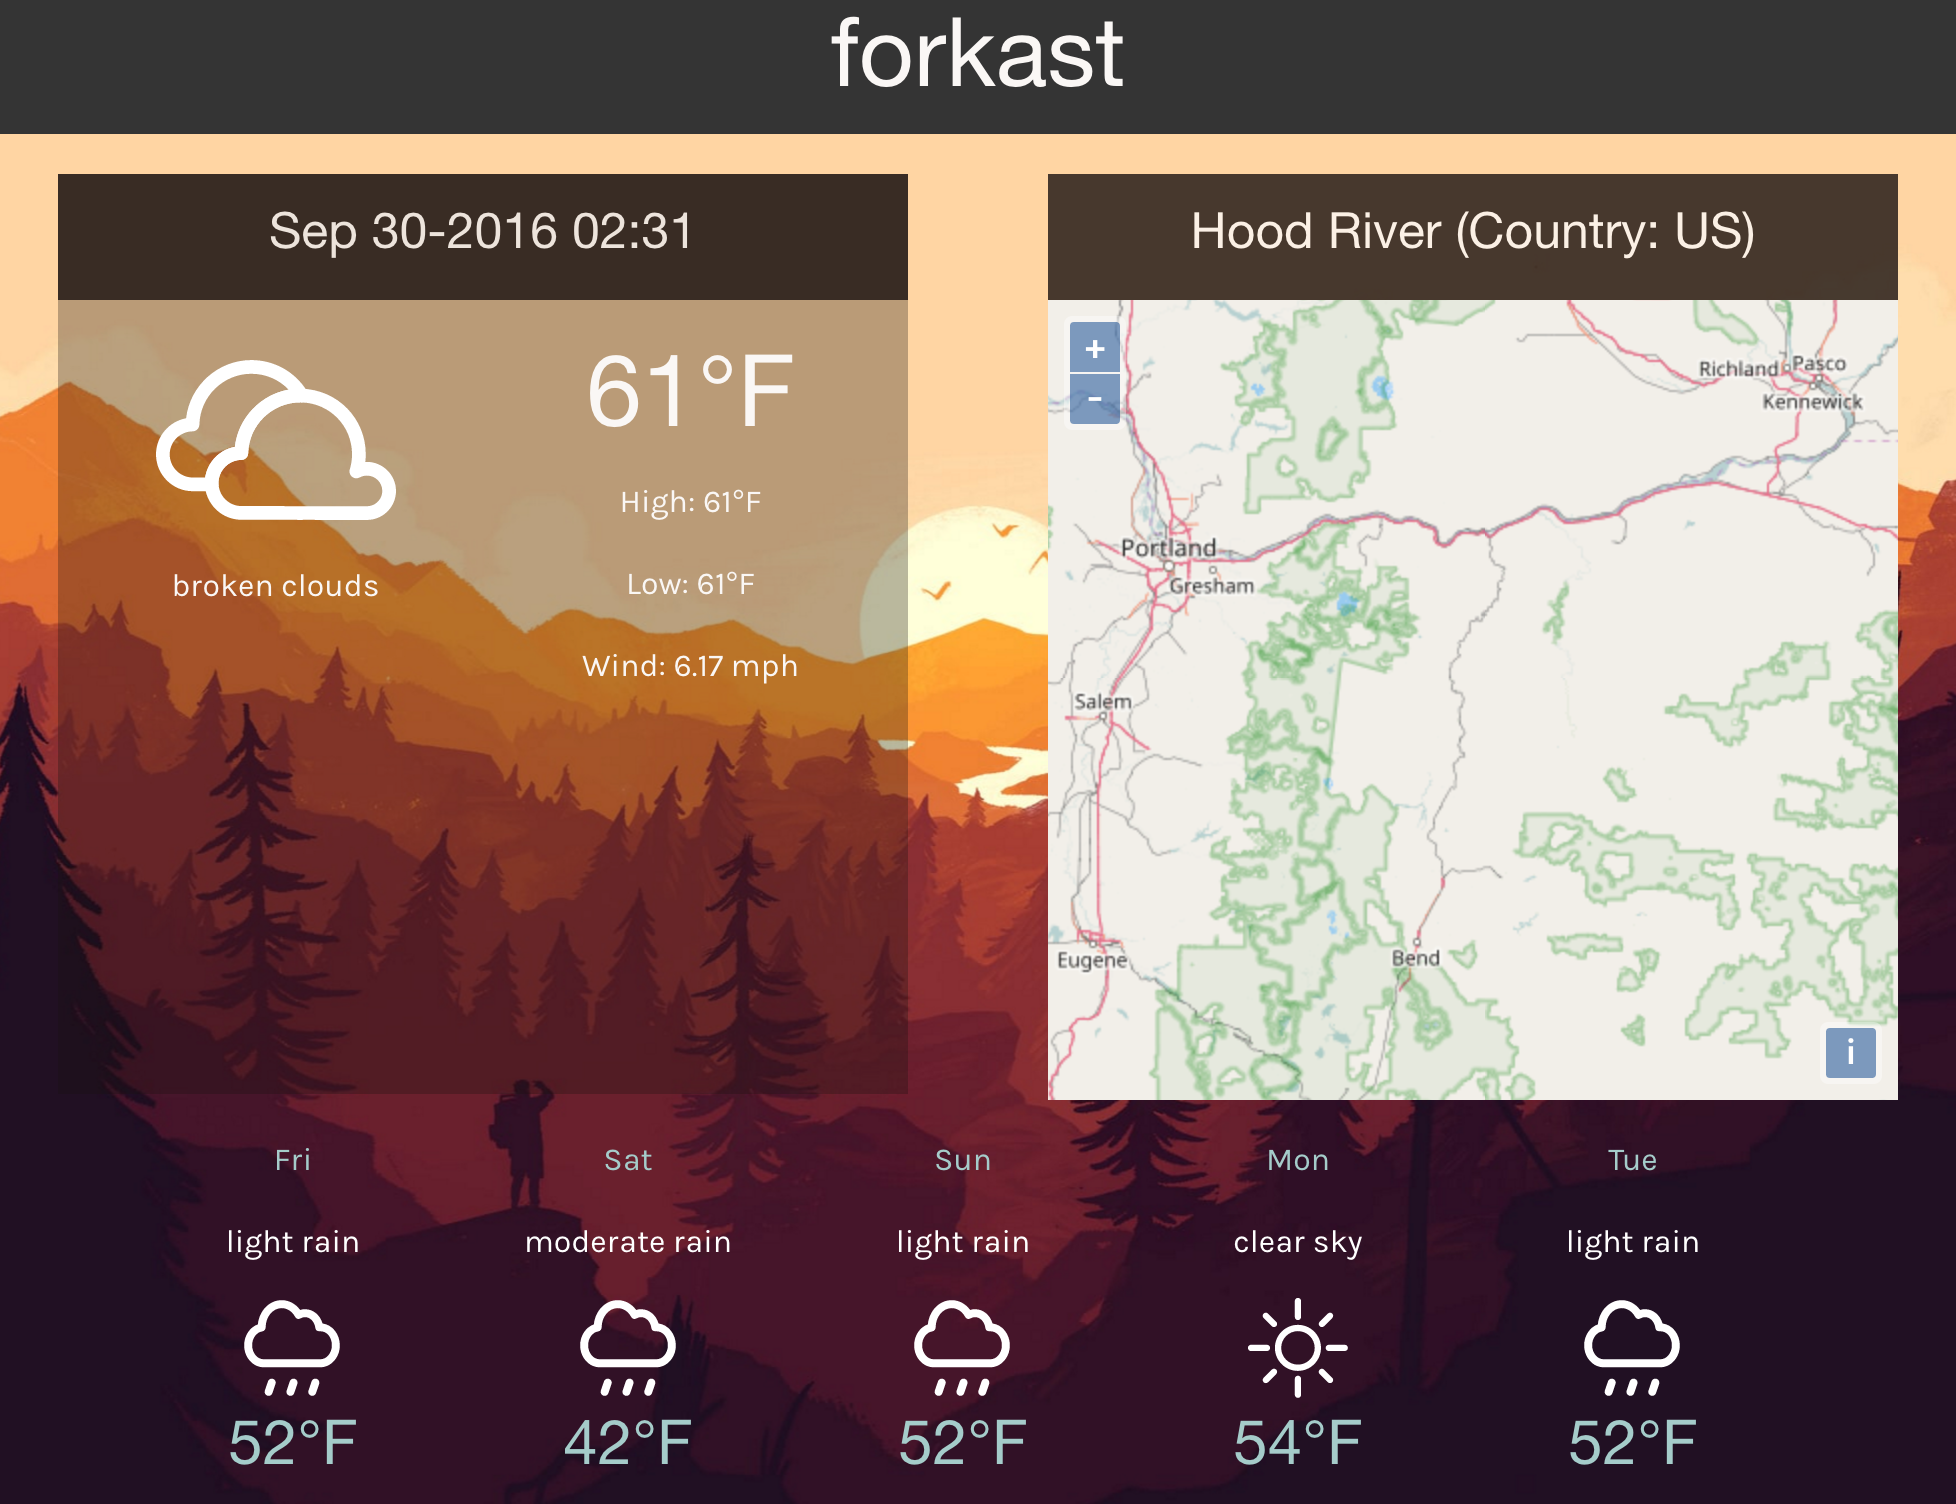 forkast
Sep 30-2016 02:31
61°F
High: 61°F
Low: 61°F
Wind: 6.17 mph
broken clouds
Hood River (Country: US)
+
-
Richland
Pasco
Kennewick
Portland
Gresham
Salem
Eugene
Bend
i
Fri
Sat
Sun
Mon
Tue
light rain
moderate rain
light rain
clear sky
light rain
52°F
42°F
52°F
54°F
52°F